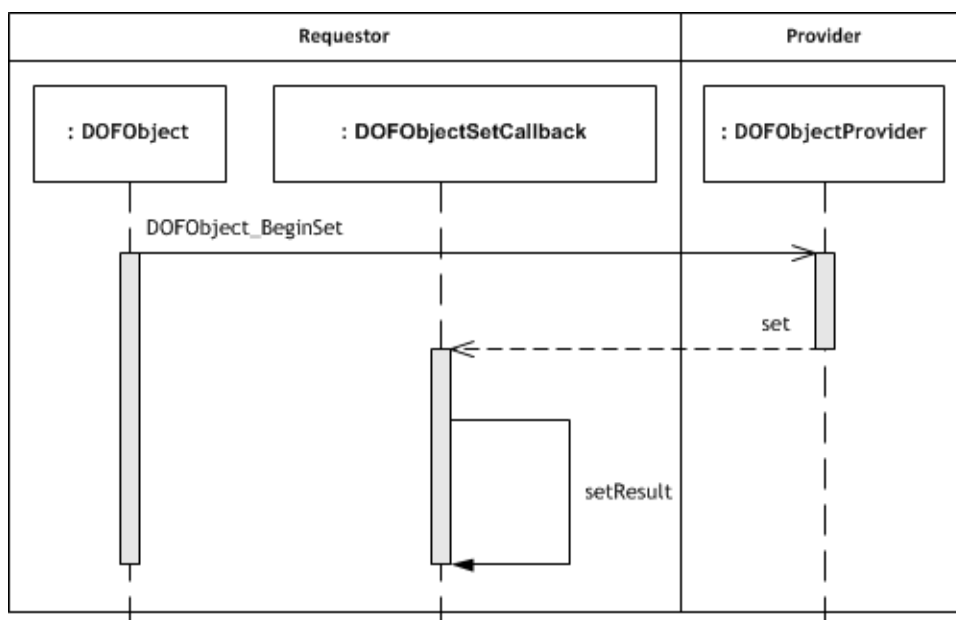 Requestor
Provider
: DOFObject
: DOFObjectSetCallback
: DOFObjectProvider
DOFObject_BeginSet
set
setResult